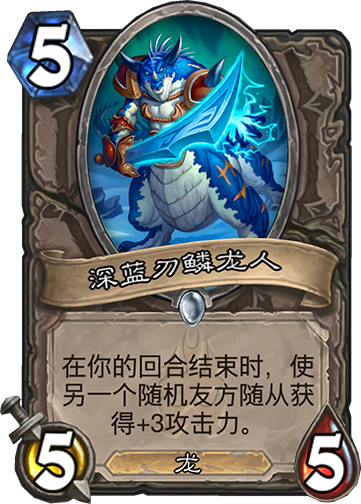 5
深蓝刃鳞龙人
在你的回合结束时，使
另一个随机友方随从获
得+3攻击力。
5
龙
5